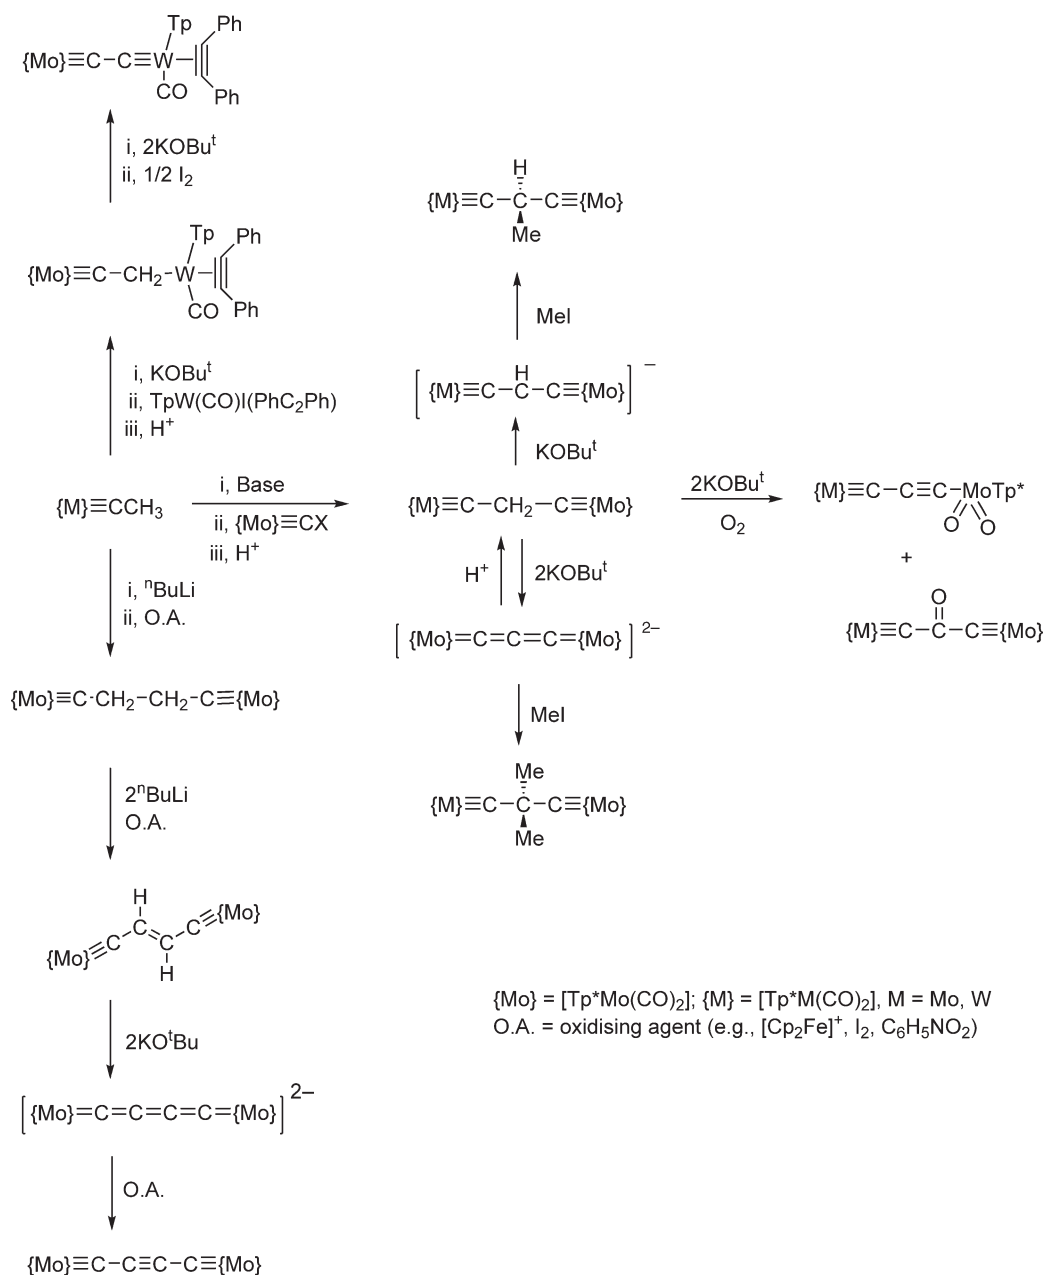 Tp
Ph
{Mo}≡C–C≡W
CO
Ph
i, 2KOBu^t
ii, 1/2 I₂
H
{M}≡C–C–C≡{Mo}
Me
Tp
Ph
{Mo}≡C–CH₂–W
CO
Ph
MeI
i, KOBu^t
ii, TpW(CO)I(PhC₂Ph)
iii, H⁺
H
[{M}≡C–C–C≡{Mo}]⁻
KOBu^t
{M}≡CCH₃
i, Base
ii, {Mo}≡CX
iii, H⁺
{M}≡C–CH₂–C≡{Mo}
2KOBu^t
O₂
{M}≡C–C≡C–MoTp*
O O
+
H⁺
2KOBu^t
i, ⁿBuLi
ii, O.A.
O
{M}≡C–C–C≡{Mo}
[{Mo}=C=C=C={Mo}]²⁻
{Mo}≡C-CH₂–CH₂–C≡{Mo}
MeI
2ⁿBuLi
O.A.
Me
{M}≡C–C–C≡{Mo}
Me
H
{Mo}≡C–C=C–C≡{Mo}
H
{Mo} = [Tp*Mo(CO)₂]; {M} = [Tp*M(CO)₂], M = Mo, W
O.A. = oxidising agent (e.g., [Cp₂Fe]⁺, I₂, C₆H₅NO₂)
2KO^tBu
[{Mo}=C=C=C=C={Mo}]²⁻
O.A.
{Mo}≡C–C≡C–C≡{Mo}